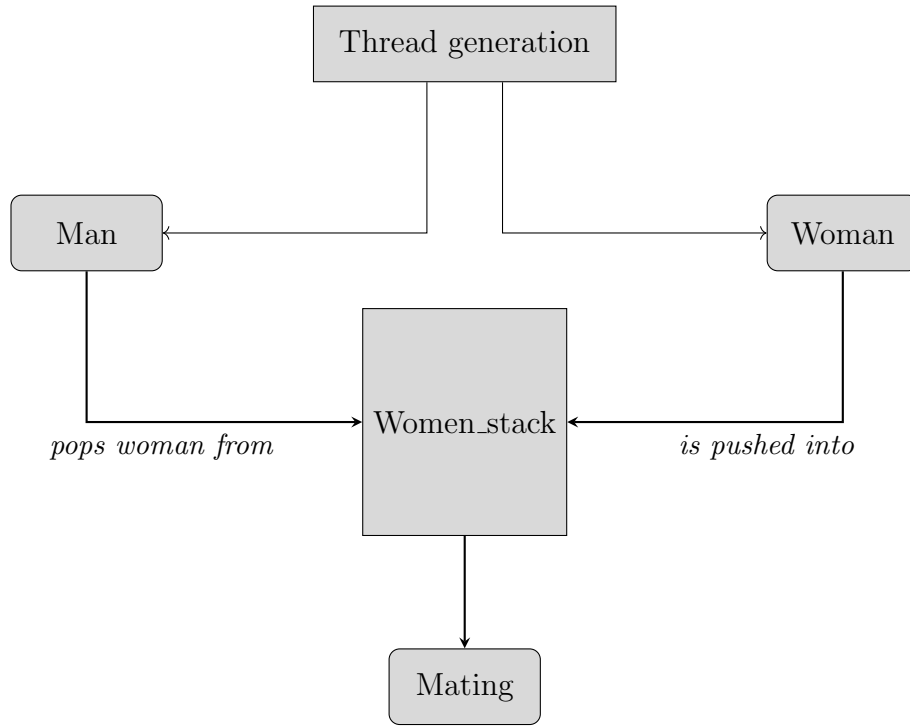 Thread generation
Man
Woman
Women_stack
pops woman from
is pushed into
Mating